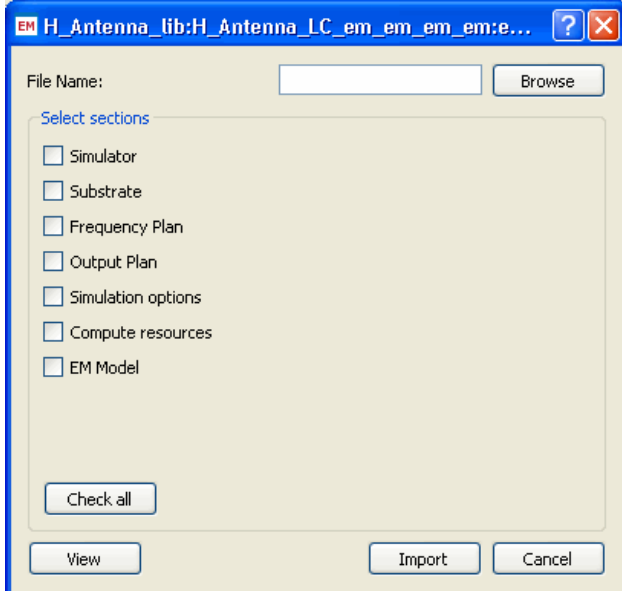 EM H_Antenna_lib:H_Antenna_LC_em_em_em_em:e... ?
File Name: Browse
Select sections
Simulator
Substrate
Frequency Plan
Output Plan
Simulation options
Compute resources
EM Model
Check all
View Import Cancel